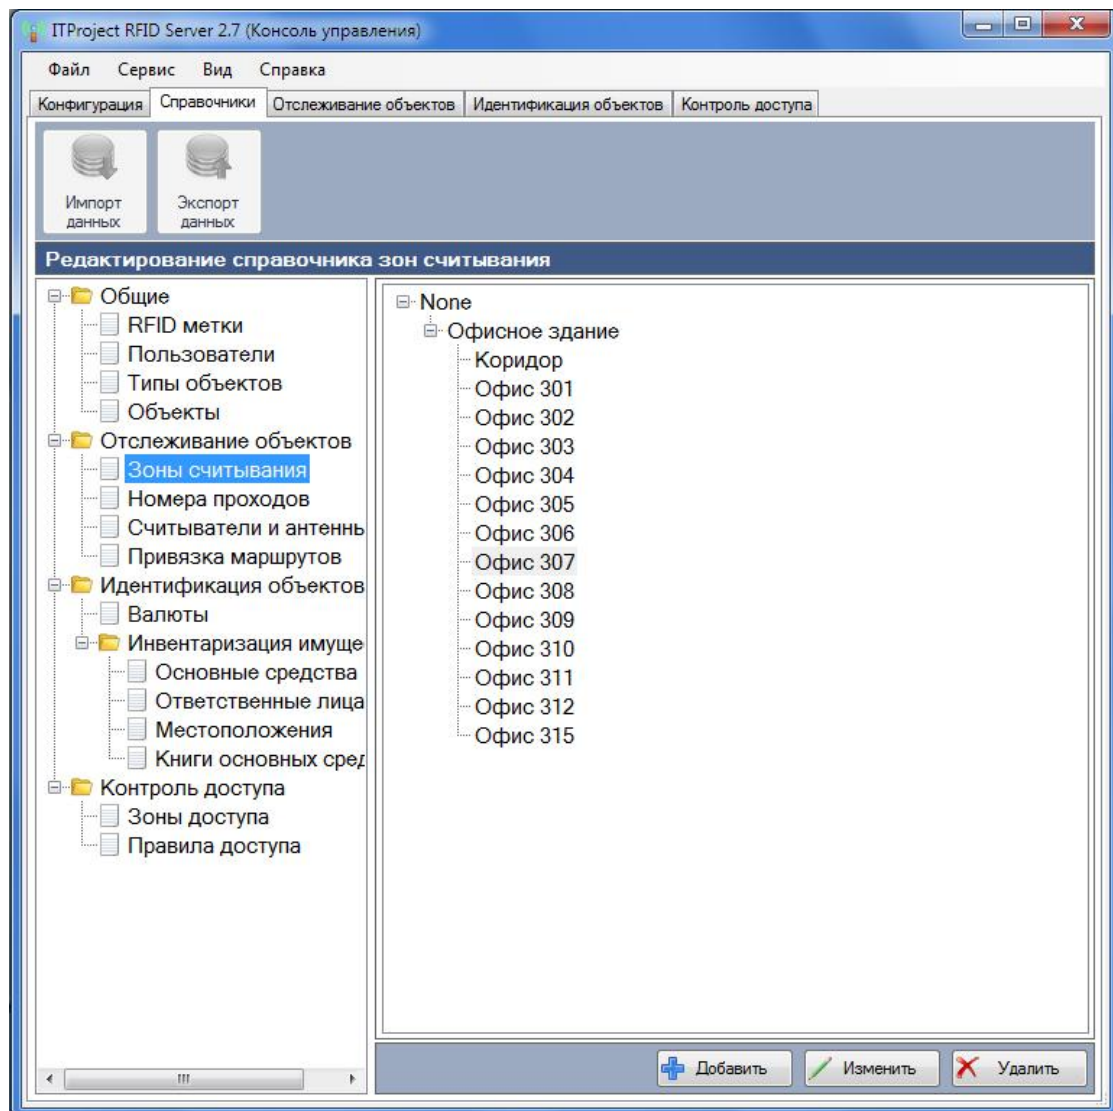 ITProject RFID Server 2.7 (Консоль управления)
Файл Сервис Вид Справка
Конфигурация Справочники Отслеживание объектов Идентификация объектов Контроль доступа
Импорт данных
Экспорт данных
Редактирование справочника зон считывания
Общие
RFID метки
Пользователи
Типы объектов
Объекты
Отслеживание объектов
Зоны считывания
Номера проходов
Считыватели и антеннь
Привязка маршрутов
Идентификация объектов
Валюты
Инвентаризация имуще
Основные средства
Ответственные лица
Местоположения
Книги основных сред
Контроль доступа
Зоны доступа
Правила доступа
None
Офисное здание
Коридор
Офис 301
Офис 302
Офис 303
Офис 304
Офис 305
Офис 306
Офис 307
Офис 308
Офис 309
Офис 310
Офис 311
Офис 312
Офис 315
Добавить Изменить Удалить